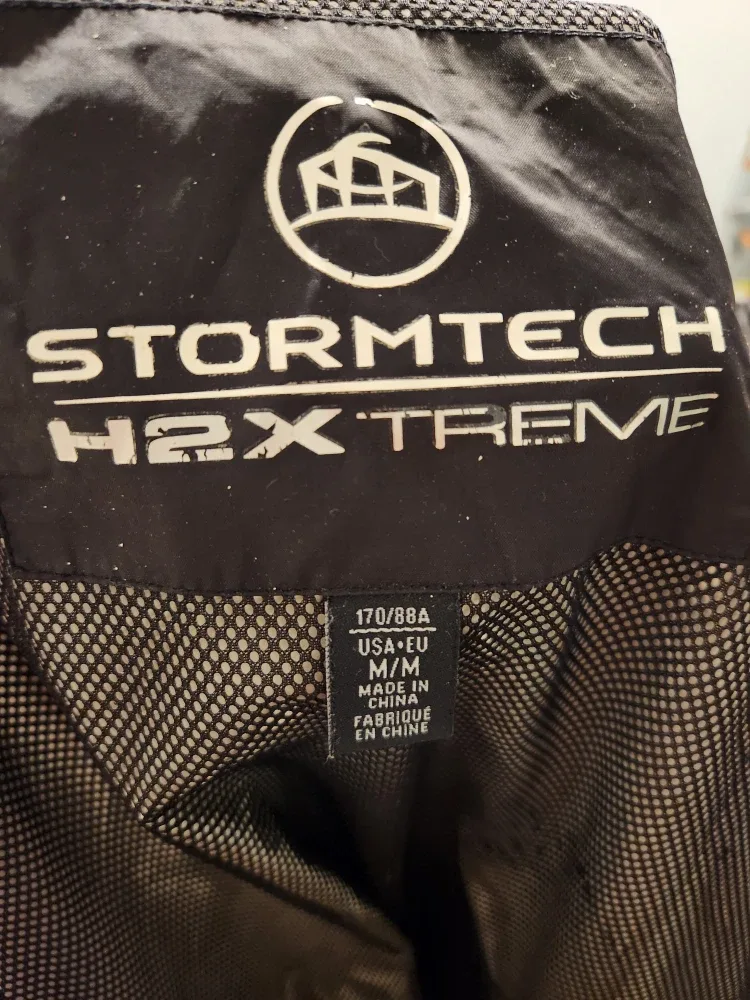 STORMTECH
H2XTREME
170/88A
USA•EU
M/M
MADE IN
CHINA
FABRIQUÉ
EN CHINE